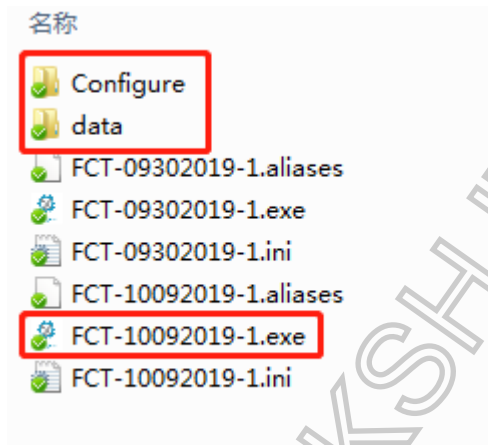 名称
Configure
data
FCT-09302019-1.aliases
FCT-09302019-1.exe
FCT-09302019-1.ini
FCT-10092019-1.aliases
FCT-10092019-1.exe
FCT-10092019-1.ini
KSH